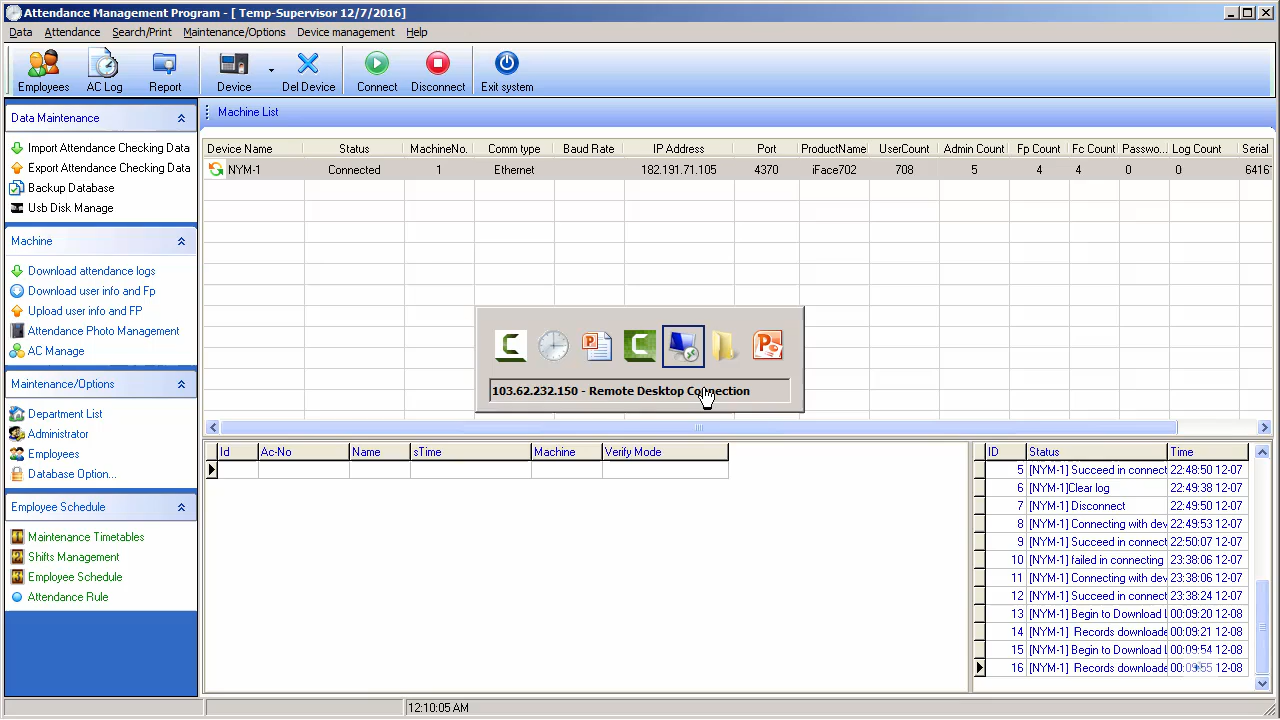 Attendance Management Program - [ Temp-Supervisor 12/7/2016]
Data Attendance Search/Print Maintenance/Options Device management Help
Employees AC Log Report Device Del Device Connect Disconnect Exit system
Data Maintenance
Import Attendance Checking Data
Export Attendance Checking Data
Backup Database
Usb Disk Manage
Machine
Download attendance logs
Download user info and Fp
Upload user info and FP
Attendance Photo Management
AC Manage
Maintenance/Options
Department List
Administrator
Employees
Database Option...
Employee Schedule
Maintenance Timetables
Shifts Management
Employee Schedule
Attendance Rule
Machine List
Device Name Status MachineNo. Comm type Baud Rate IP Address Port ProductName UserCount Admin Count Fp Count Fc Count Passwo... Log Count Serial
NYM-1 Connected 1 Ethernet 182.191.71.105 4370 iFace702 708 5 4 4 0 0 6416
103.62.232.150 - Remote Desktop Connection
Id Ac-No Name sTime Machine Verify Mode
ID Status Time
5 [NYM-1] Succeed in connect 22:48:50 12-07
6 [NYM-1]Clear log 22:49:38 12-07
7 [NYM-1] Disconnect 22:49:50 12-07
8 [NYM-1] Connecting with dev 22:49:53 12-07
9 [NYM-1] Succeed in connect 22:50:07 12-07
10 [NYM-1] failed in connecting 23:38:06 12-07
11 [NYM-1] Connecting with dev 23:38:06 12-07
12 [NYM-1] Succeed in connect 23:38:24 12-07
13 [NYM-1] Begin to Download L 00:09:20 12-08
14 [NYM-1] Records downloade 00:09:21 12-08
15 [NYM-1] Begin to Download L 00:09:54 12-08
16 [NYM-1] Records downloade 00:09:55 12-08
12:10:05 AM